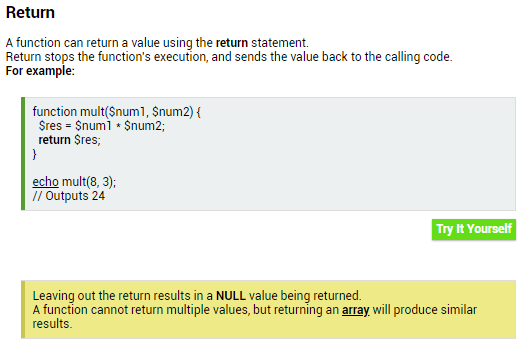 Return
A function can return a value using the return statement.
Return stops the function's execution, and sends the value back to the calling code.
For example:
function mult($num1, $num2) {
$res = $num1 * $num2;
return $res;
}
echo mult(8, 3);
// Outputs 24
Try It Yourself
Leaving out the return results in a NULL value being returned.
A function cannot return multiple values, but returning an array will produce similar
results.